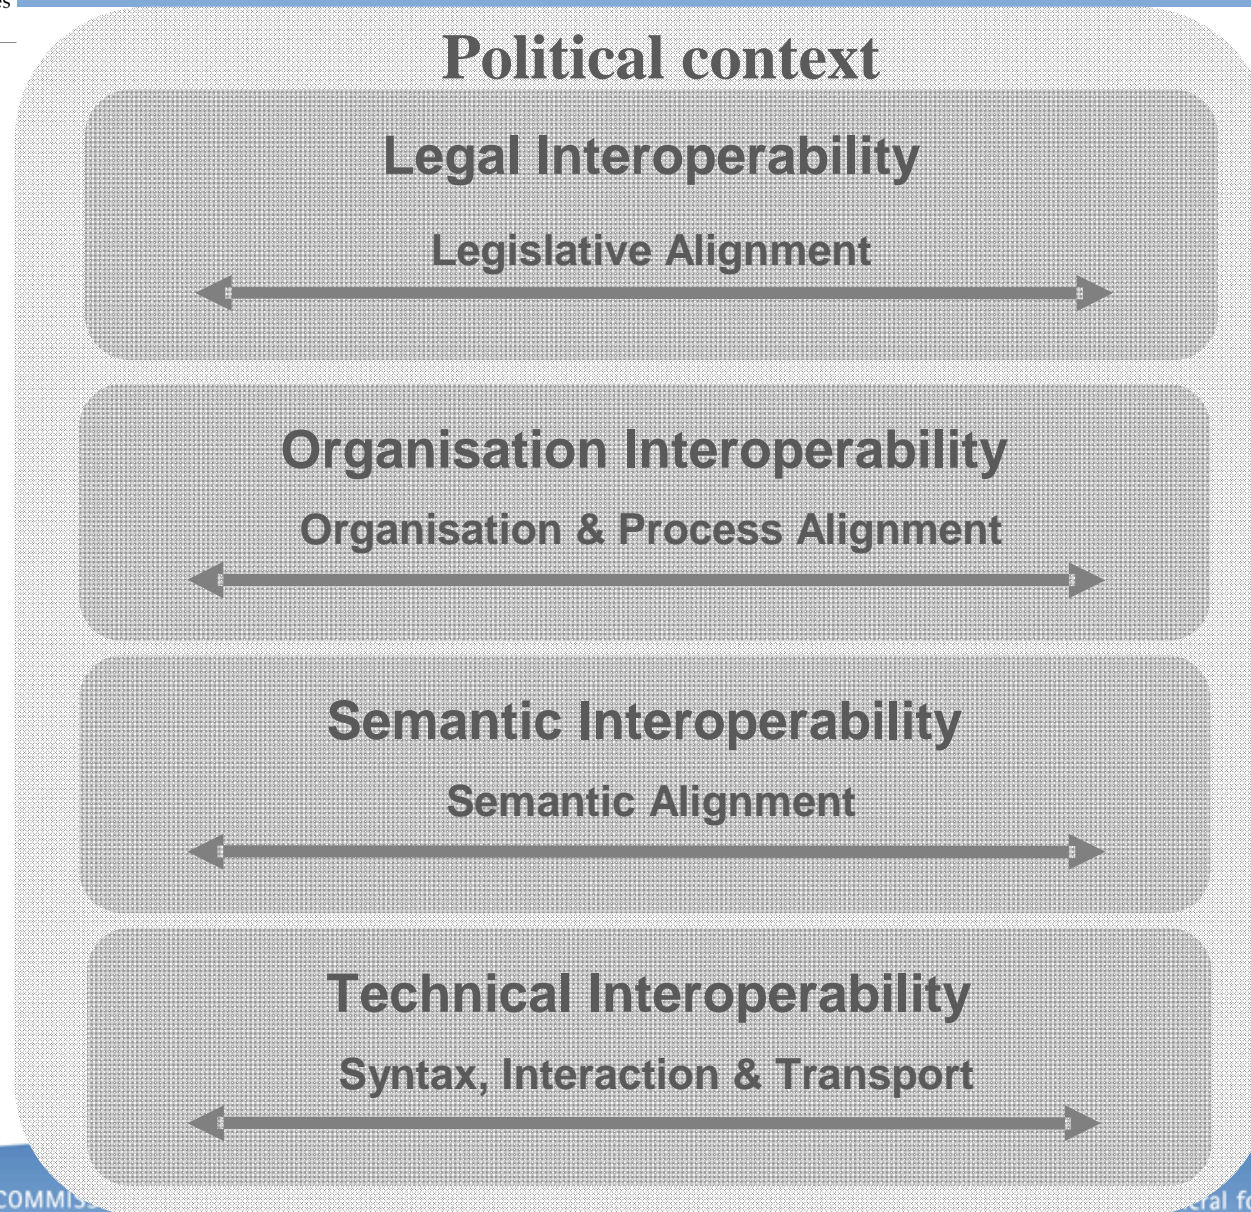 es
Political context
Legal Interoperability
Legislative Alignment
Organisation Interoperability
Organisation & Process Alignment
Semantic Interoperability
Semantic Alignment
Technical Interoperability
Syntax, Interaction & Transport